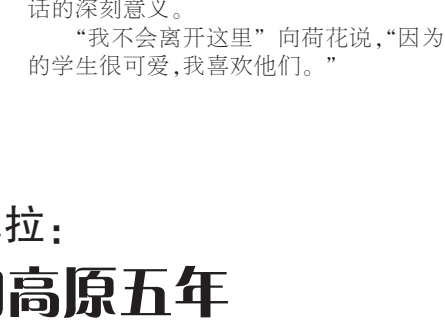 话的深刻意义。
“我不会离开这里”向荷花说,“因为
的学生很可爱,我喜欢他们。”
拉：
高原五年